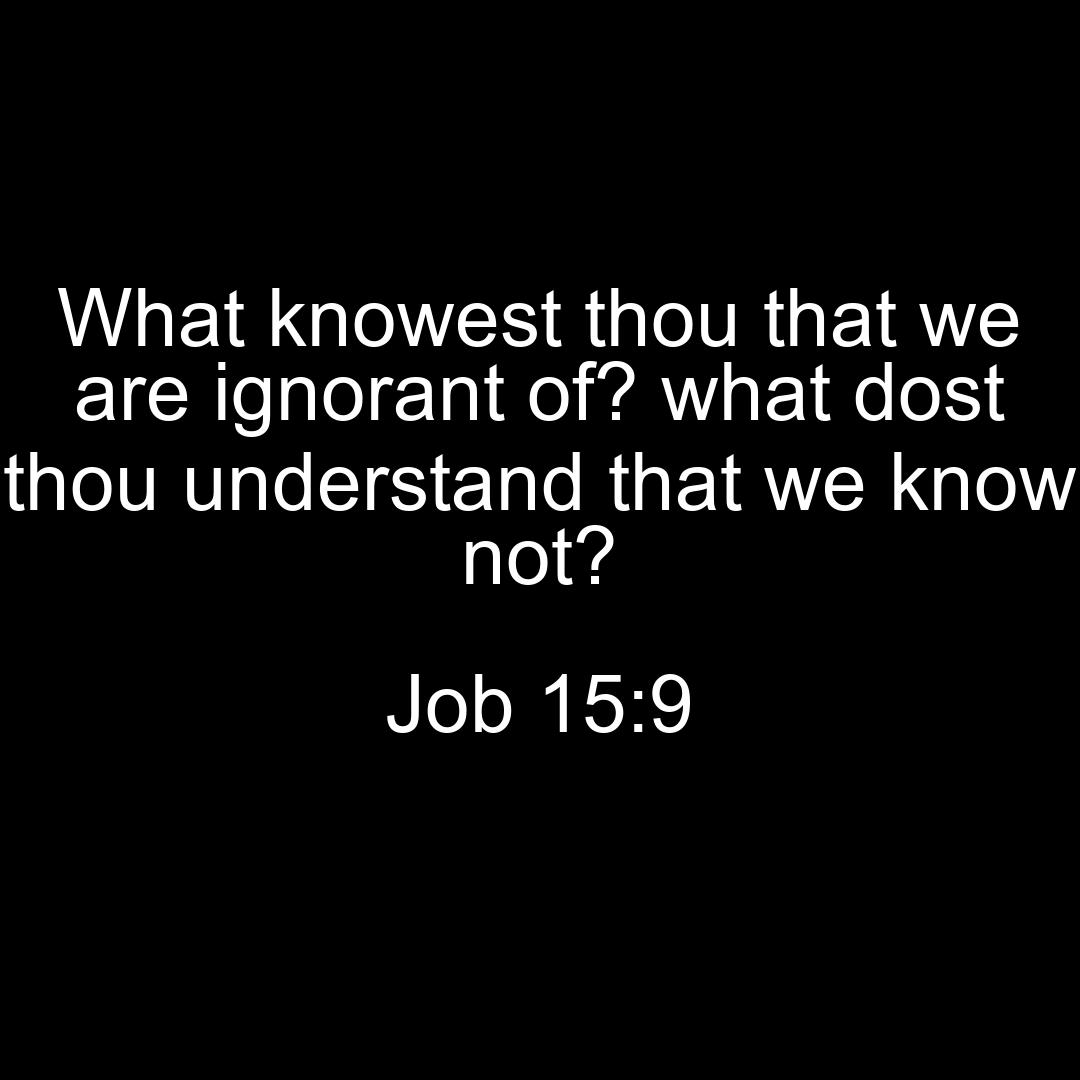 What knowest thou that we
are ignorant of? what dost
thou understand that we know
not?
Job 15:9